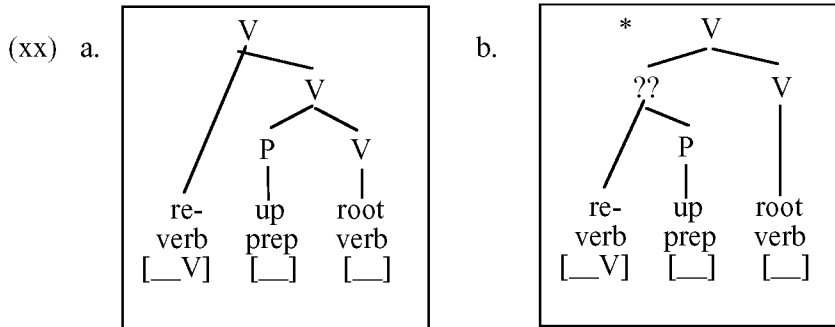 (xx) a. V b. * V
V ?? V
P V P
re- up root re- up root
verb prep verb verb prep verb
[__V] [__] [__] [__V] [__] [__]